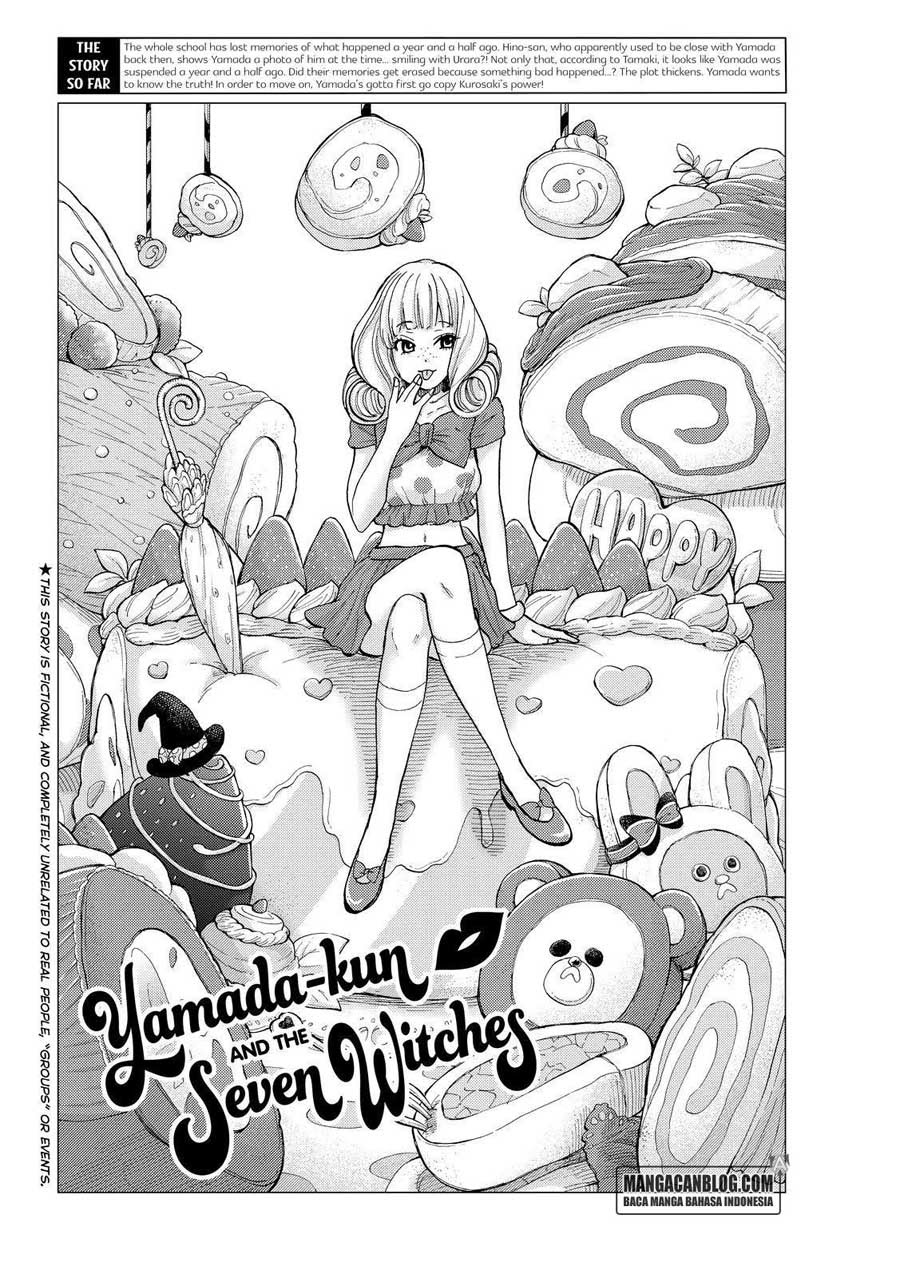 THE
STORY
SO FAR
The whole school has lost memories of what happened a year and a half ago. Hino-san, who apparently used to be close with Yamada
back then, shows Yamada a photo of him at the time... smiling with Urara?! Not only that, according to Tamaki, it looks like Yamada was
suspended a year and a half ago. Did their memories get erased because something bad happened...? The plot thickens. Yamada wants
to know the truth! In order to move on, Yamada's gotta first go copy Kurosaki's power!
HAPPY
★THIS STORY IS FICTIONAL, AND COMPLETELY UNRELATED TO REAL PEOPLE, "GROUPS" OR EVENTS.
Yamada-kun
AND THE
Seven Witches
MANGACANBLOG.COM
BACA MANGA BAHASA INDONESIA